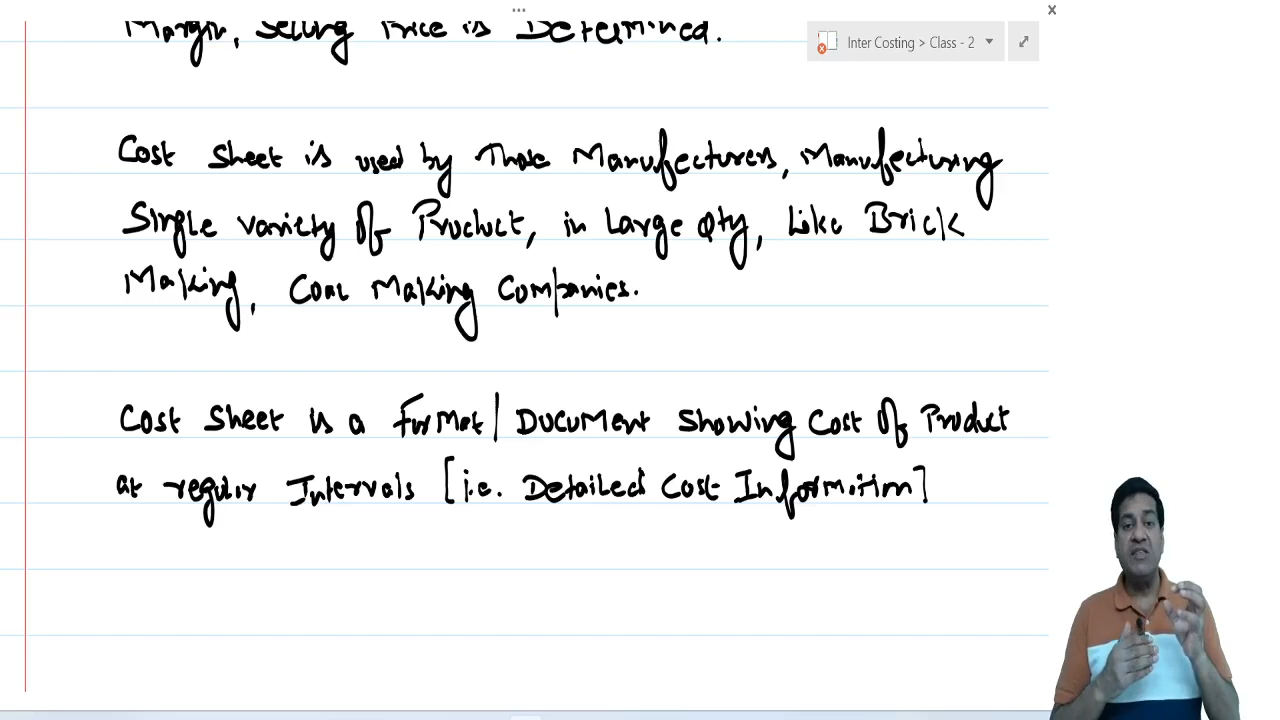 Margin, Selling Price is Determined.
Inter Costing > Class - 2
Cost Sheet is used by Those Manufecturers, Manufecturing
Single variety Of Product, in Large Qty, Like Brick
Making, Coal Making Companies.
Cost Sheet is a Format/ Document Showing Cost Of Product
at regular Intervals [i.e. Detailed Cost Information]